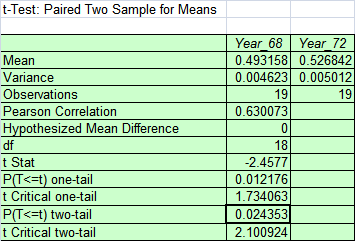 t-Test: Paired Two Sample for Means
Year_68 Year_72
Mean 0.493158 0.526842
Variance 0.004623 0.005012
Observations 19 19
Pearson Correlation 0.630073
Hypothesized Mean Difference 0
df 18
t Stat -2.4577
P(T<=t) one-tail 0.012176
t Critical one-tail 1.734063
P(T<=t) two-tail 0.024353
t Critical two-tail 2.100924